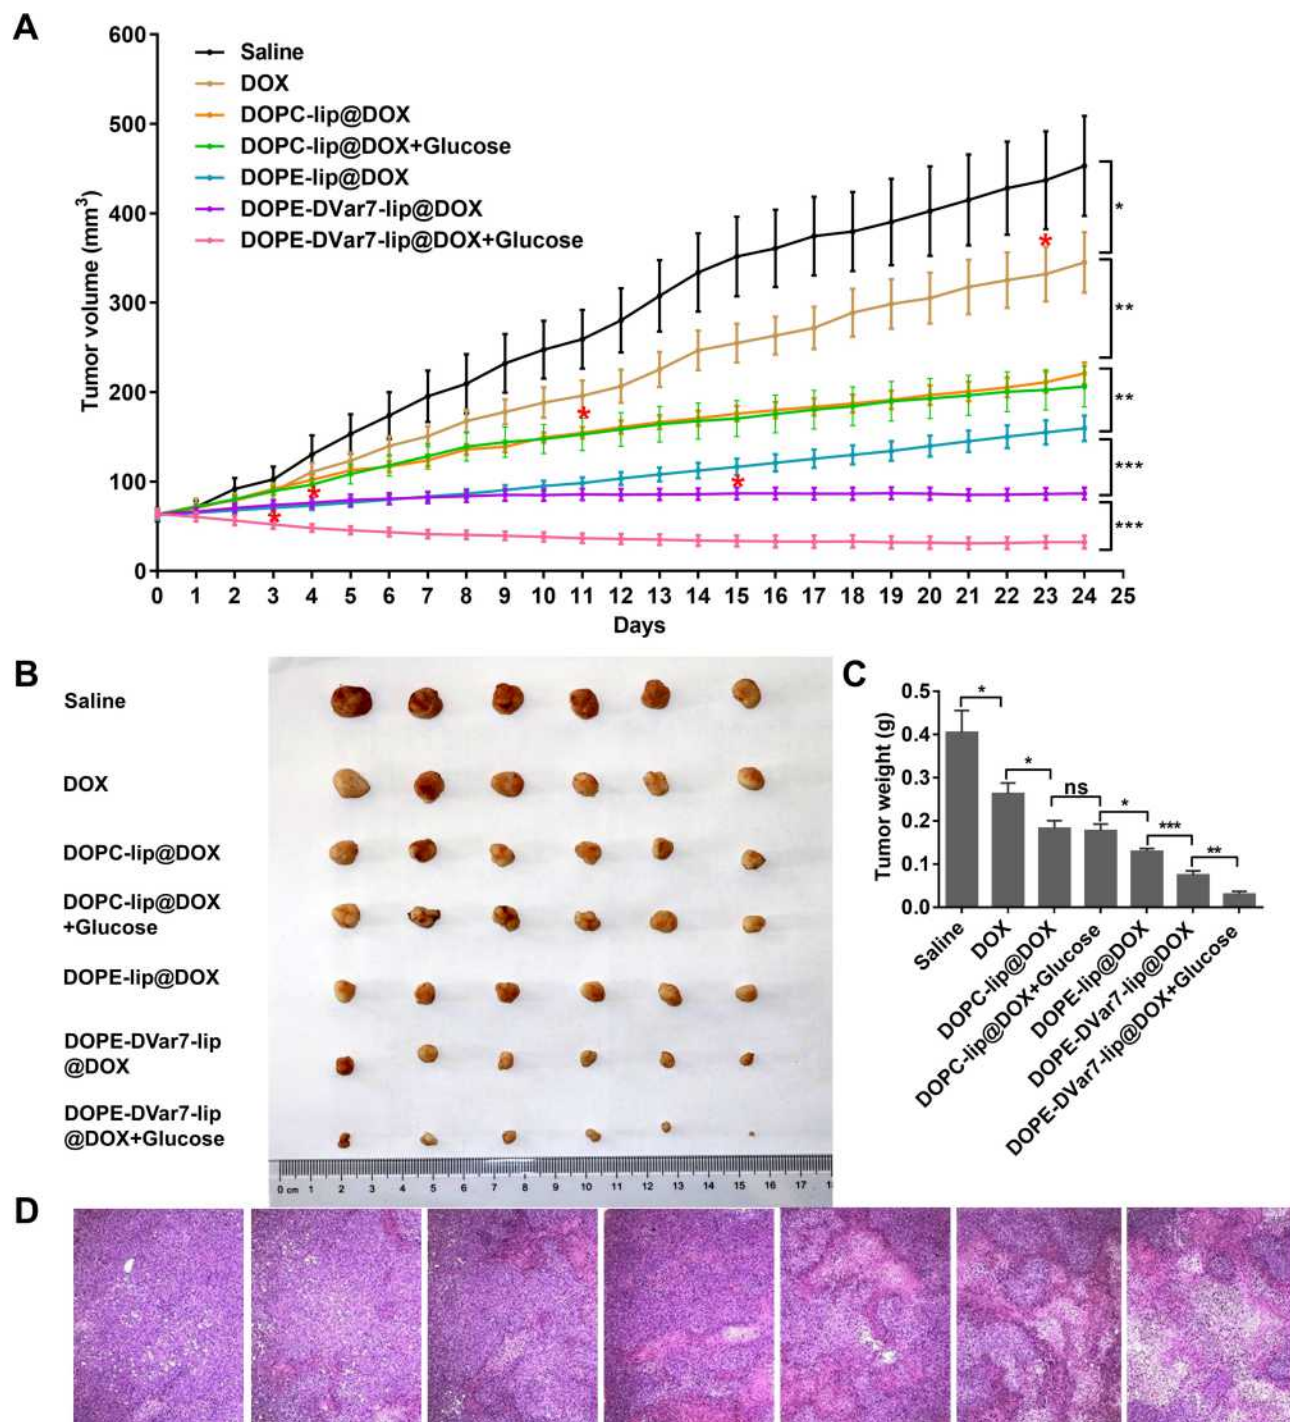 A
600
500
400
300
200
100
0
Tumor volume (mm³)
Saline
DOX
DOPC-lip@DOX
DOPC-lip@DOX+Glucose
DOPE-lip@DOX
DOPE-DVar7-lip@DOX
DOPE-DVar7-lip@DOX+Glucose
*
**
**
***
***
*
*
*
*
*
0 1 2 3 4 5 6 7 8 9 10 11 12 13 14 15 16 17 18 19 20 21 22 23 24 25
Days
B
Saline
DOX
DOPC-lip@DOX
DOPC-lip@DOX
+Glucose
DOPE-lip@DOX
DOPE-DVar7-lip
@DOX
DOPE-DVar7-lip
@DOX+Glucose
0 cm 1 2 3 4 5 6 7 8 9 10 11 12 13 14 15 16 17
C
0.5
0.4
0.3
0.2
0.1
0.0
Tumor weight (g)
*
*
ns
*
***
**
Saline
DOX
DOPC-lip@DOX
DOPC-lip@DOX+Glucose
DOPE-lip@DOX
DOPE-DVar7-lip@DOX
DOPE-DVar7-lip@DOX+Glucose
D